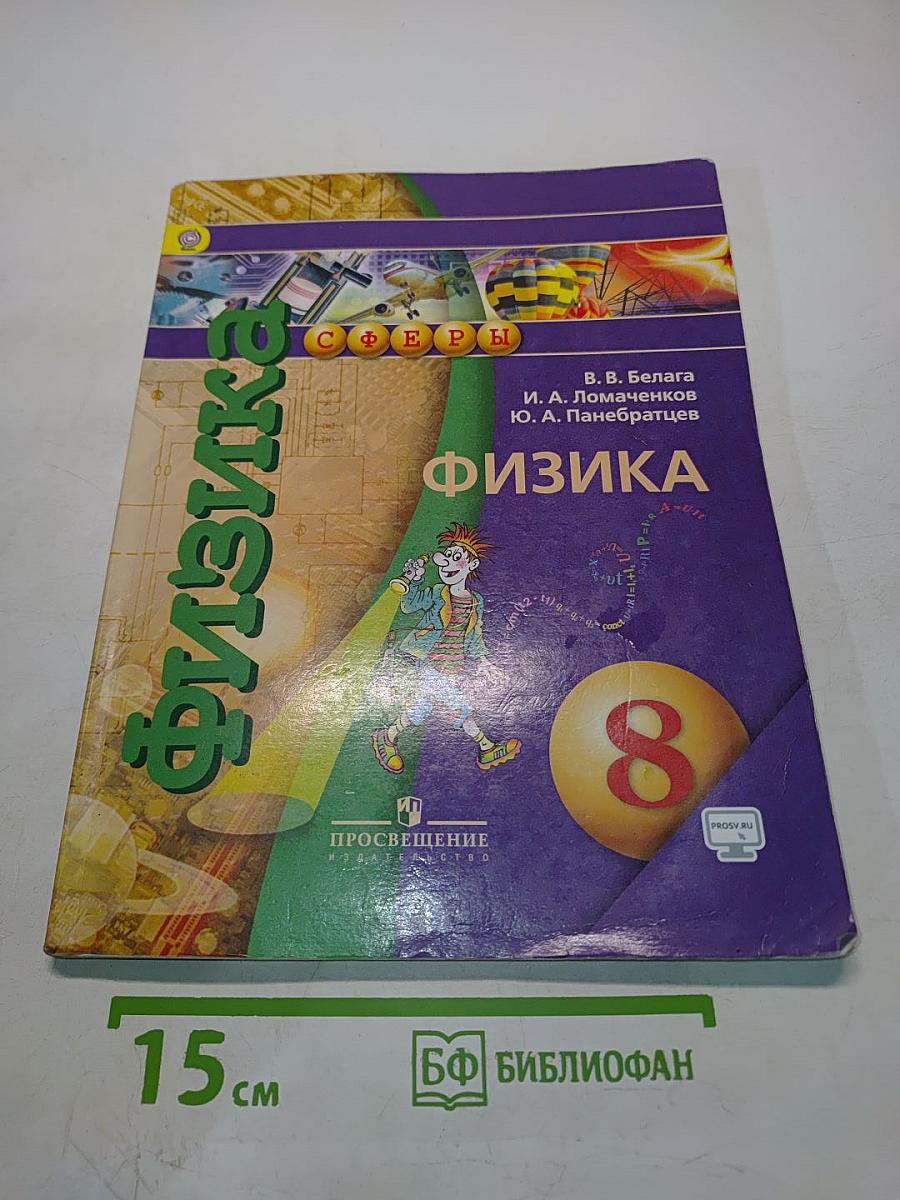 СФЕРЫ
физика
В. В. Белага
И. А. Ломаченков
Ю. А. Панебратцев
ФИЗИКА
8
PROSV.RU
ПРОСВЕЩЕНИЕ
ИЗДАТЕЛЬСТВО
15 см
БФ БИБЛИОФАН